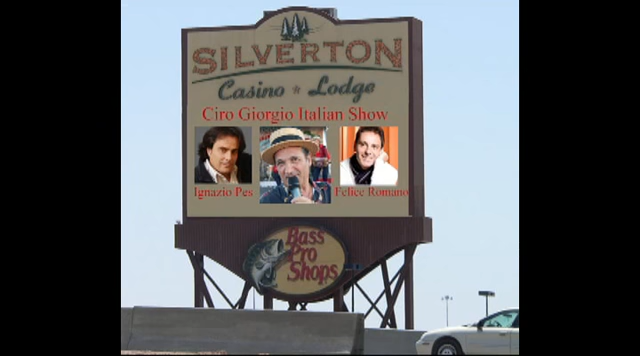 SILVERTON
Casino * Lodge
Ciro Giorgio Italian Show
Ignazio Pes
Felice Romano
Bass
Pro
Shops